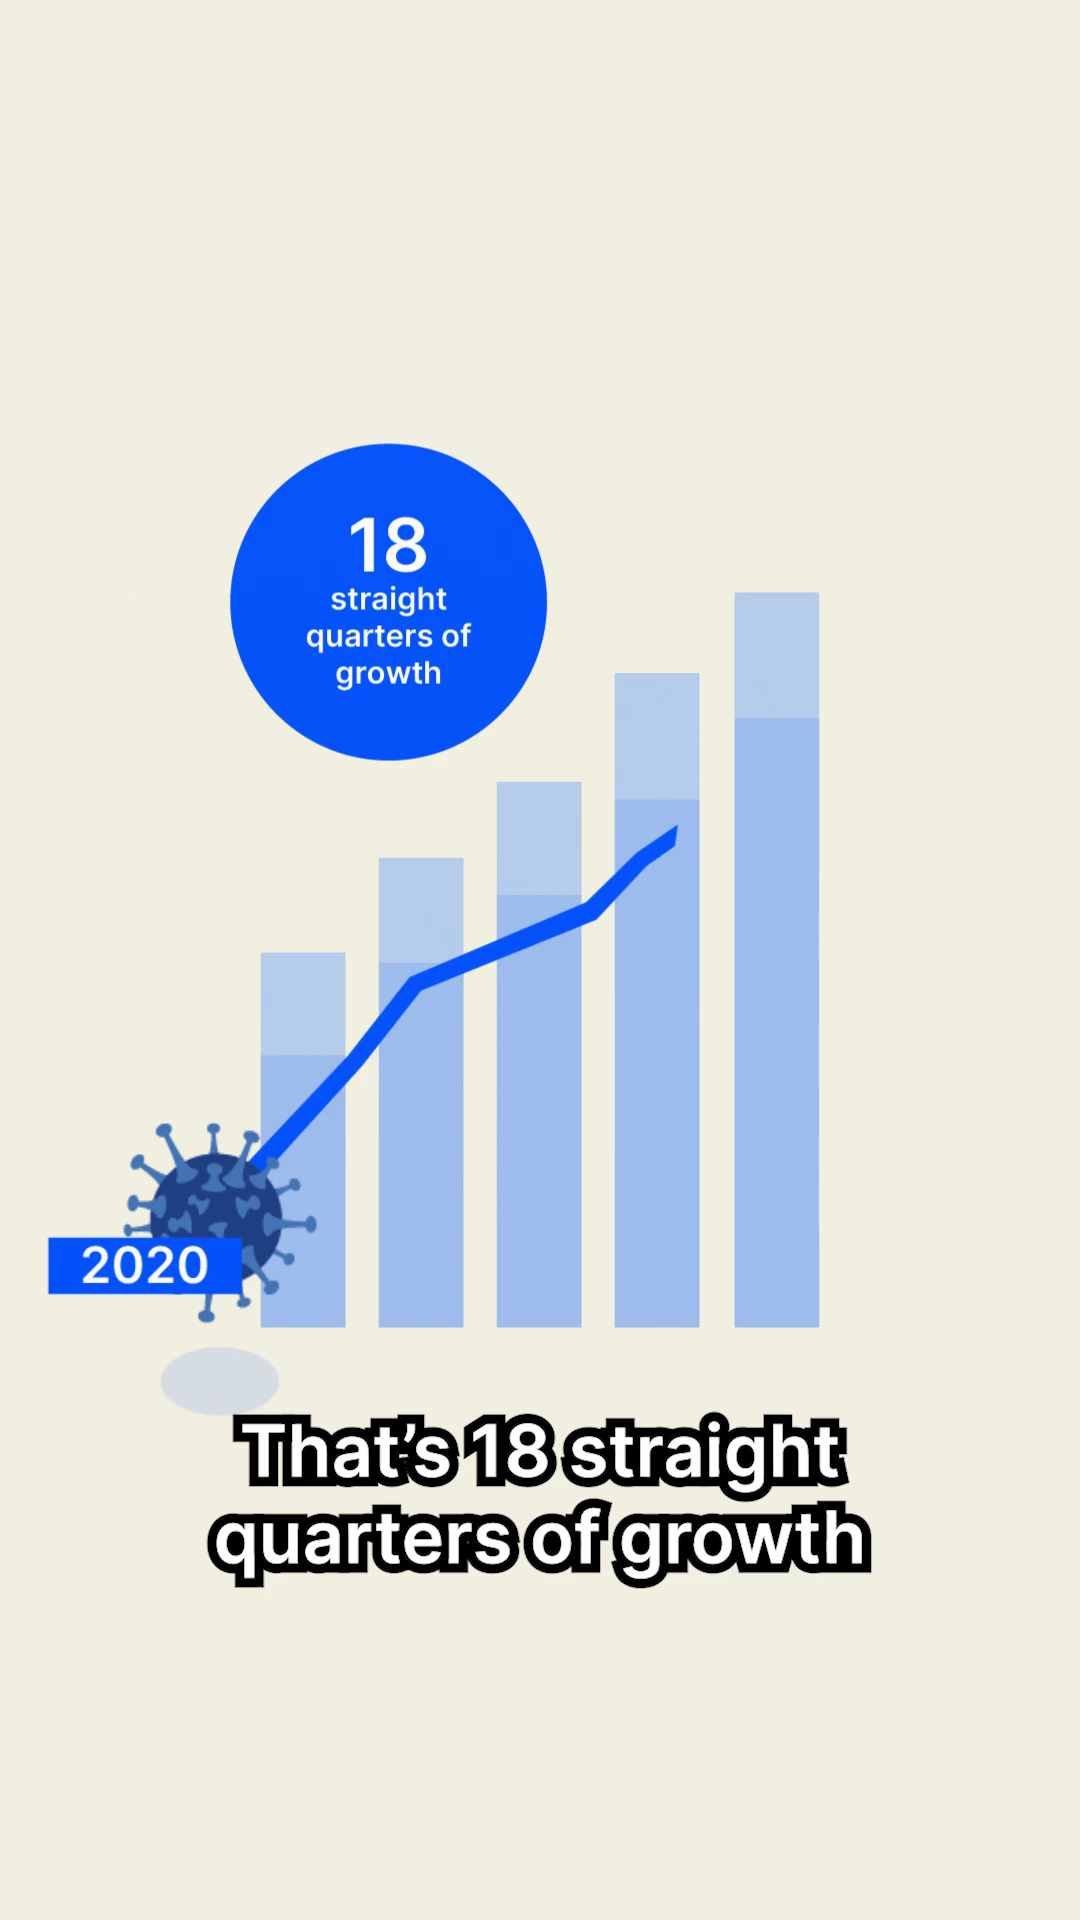 18
straight
quarters of
growth
2020
That’s 18 straight
quarters of growth